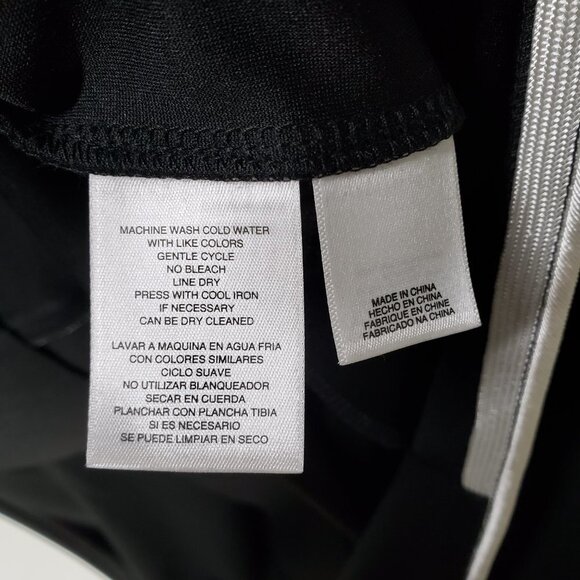 MACHINE WASH COLD WATER
WITH LIKE COLORS
GENTLE CYCLE
NO BLEACH
LINE DRY
PRESS WITH COOL IRON
IF NECESSARY
CAN BE DRY CLEANED
LAVAR A MAQUINA EN AGUA FRIA
CON COLORES SIMILARES
CICLO SUAVE
NO UTILIZAR BLANQUEADOR
SECAR EN CUERDA
PLANCHAR CON PLANCHA TIBIA
SI ES NECESARIO
SE PUEDE LIMPIAR EN SECO
MADE IN CHINA
HECHO EN CHINA
FABRIQUE EN CHINE
FABRICADO NA CHINA